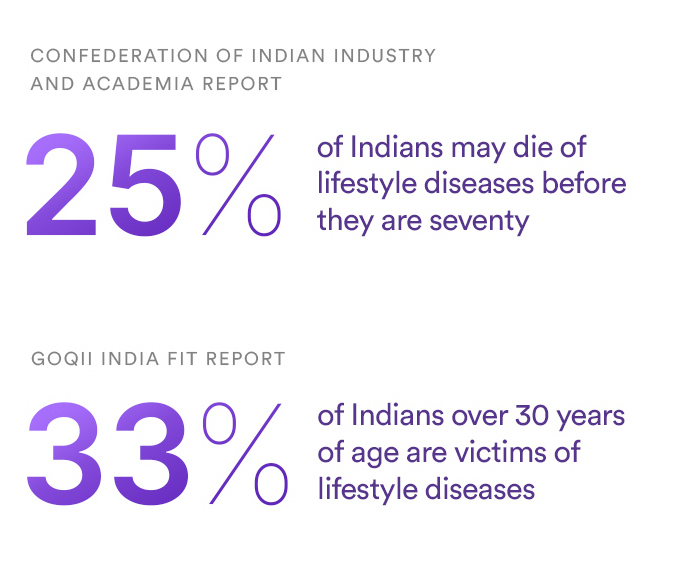 CONFEDERATION OF INDIAN INDUSTRY
AND ACADEMIA REPORT
25%
of Indians may die of
lifestyle diseases before
they are seventy
GOQII INDIA FIT REPORT
33%
of Indians over 30 years
of age are victims of
lifestyle diseases